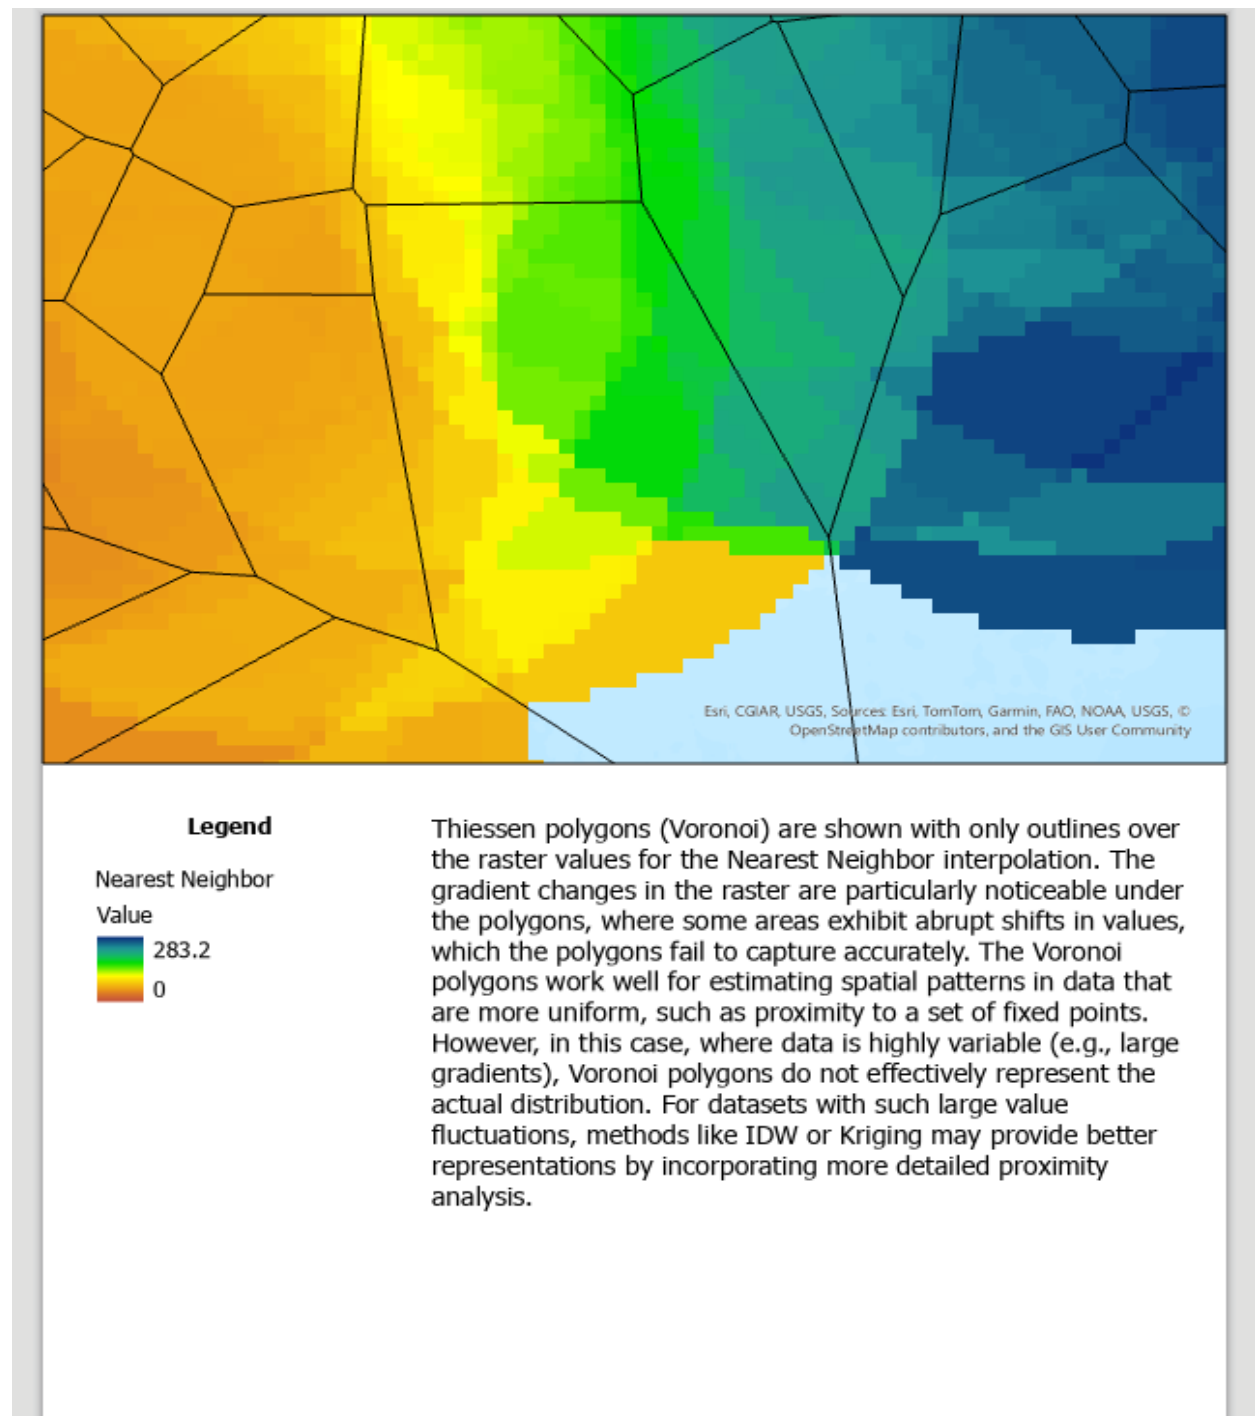 Esri, CGIAR, USGS, Sources: Esri, TomTom, Garmin, FAO, NOAA, USGS, ©
OpenStreetMap contributors, and the GIS User Community
Legend
Nearest Neighbor
Value
283.2
0
Thiessen polygons (Voronoi) are shown with only outlines over
the raster values for the Nearest Neighbor interpolation. The
gradient changes in the raster are particularly noticeable under
the polygons, where some areas exhibit abrupt shifts in values,
which the polygons fail to capture accurately. The Voronoi
polygons work well for estimating spatial patterns in data that
are more uniform, such as proximity to a set of fixed points.
However, in this case, where data is highly variable (e.g., large
gradients), Voronoi polygons do not effectively represent the
actual distribution. For datasets with such large value
fluctuations, methods like IDW or Kriging may provide better
representations by incorporating more detailed proximity
analysis.